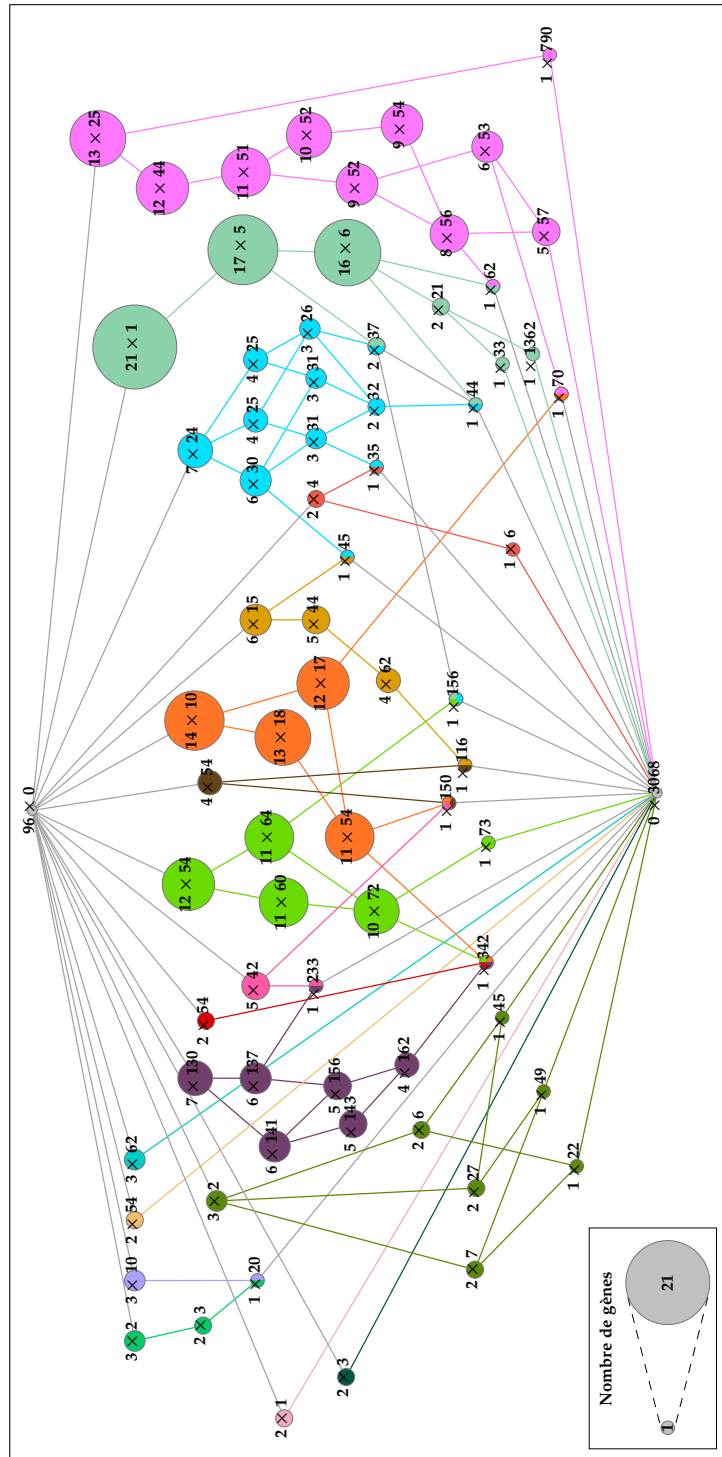 96 × 0
13 × 25
3 × 2
3 × 10
2 × 54
3 × 62
21 × 1
12 × 44
7 × 130
12 × 54
14 × 10
7 × 24
2 × 3
2 × 54
4 × 54
3 × 2
17 × 5
11 × 51
1 × 20
6 × 137
5 × 42
6 × 15
6 × 30
4 × 25
4 × 25
2 × 1
6 × 141
11 × 60
11 × 64
13 × 18
1 × 233
5 × 44
2 × 4
3 × 31
3 × 31
3 × 26
10 × 52
2 × 3
5 × 143
5 × 156
11 × 54
12 × 17
1 × 45
16 × 6
9 × 52
10 × 72
4 × 62
1 × 35
2 × 32
2 × 37
9 × 54
2 × 6
4 × 162
1 × 150
1 × 116
1 × 156
2 × 21
8 × 56
2 × 7
2 × 27
1 × 342
1 × 73
1 × 44
1 × 62
6 × 53
1 × 45
1 × 6
1 × 33
1 × 49
1 × 1362
5 × 57
1 × 790
1 × 22
1 × 70
0 × 3068
Nombre de gènes
1
21